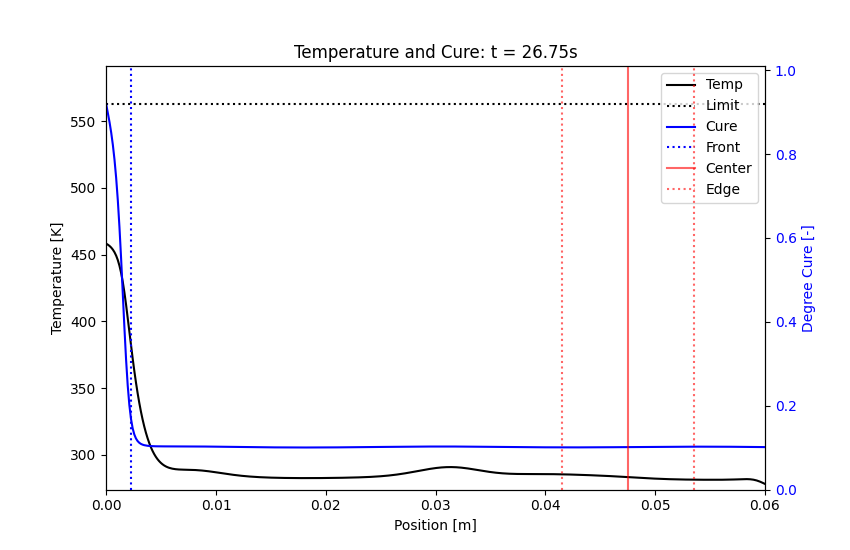 Temperature and Cure: t = 26.75s
Temp
Limit
Cure
Front
Center
Edge
550
500
450
400
350
300
Temperature [K]
1.0
0.8
0.6
0.4
0.2
0.0
Degree Cure [-]
0.00 0.01 0.02 0.03 0.04 0.05 0.06
Position [m]